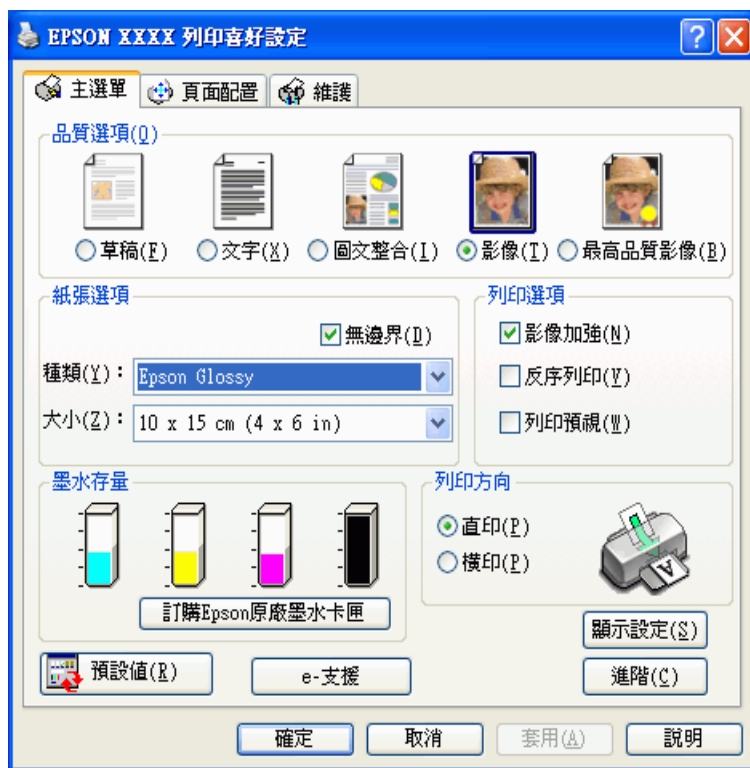 EPSON XXXX 列印喜好設定
主選單 頁面配置 維護
品質選項(Q)
草稿(F) 文字(X) 圖文整合(I) 影像(T) 最高品質影像(B)
紙張選項
無邊界(D)
種類(Y): Epson Glossy
大小(Z): 10 x 15 cm (4 x 6 in)
列印選項
影像加強(N)
反序列印(V)
列印預視(W)
墨水存量
訂購Epson原廠墨水卡匣
列印方向
直印(P)
橫印(P)
A
顯示設定(S)
預設值(R) e-支援 進階(C)
確定 取消 套用(A) 說明